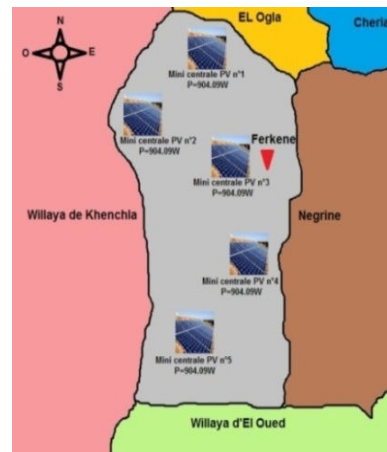 EL Ogla
Cheria
N
O E
S
Mini centrale PV n°1
P=904.09W
Mini centrale PV n°2
P=904.09W
Ferkene
Mini centrale PV n°3
P=904.09W
Willaya de Khenchla
Negrine
Mini centrale PV n°4
P=904.09W
Mini centrale PV n°5
P=904.09W
Willaya d'El Oued